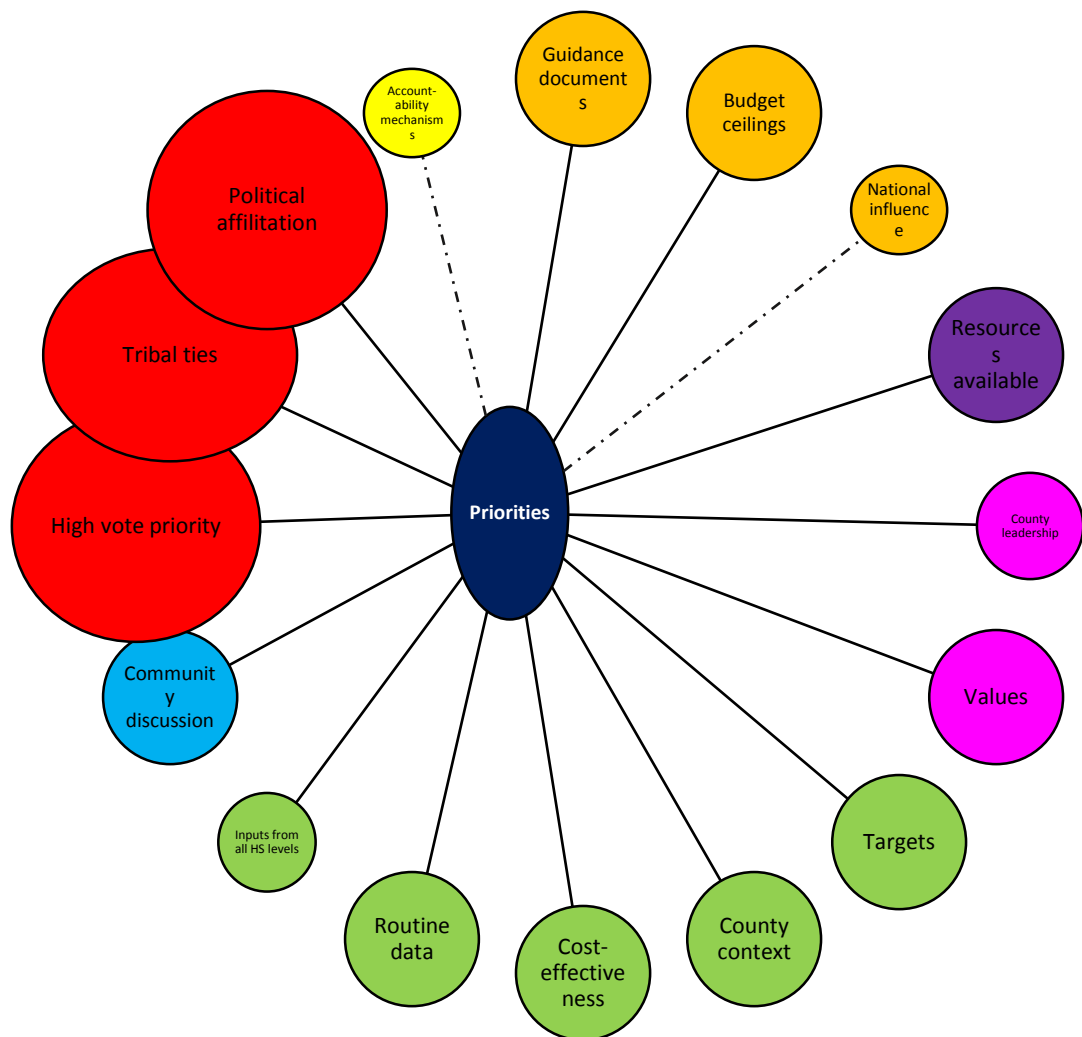 Guidance
document
s
Account-
ability
mechanism
s
Budget
ceilings
Political
affilitation
National
influenc
e
Tribal ties
Resource
s
available
High vote priority
Priorities
County
leadership
Communit
y
discussion
Values
Inputs from
all HS levels
Targets
Routine
data
Cost-
effective
ness
County
context